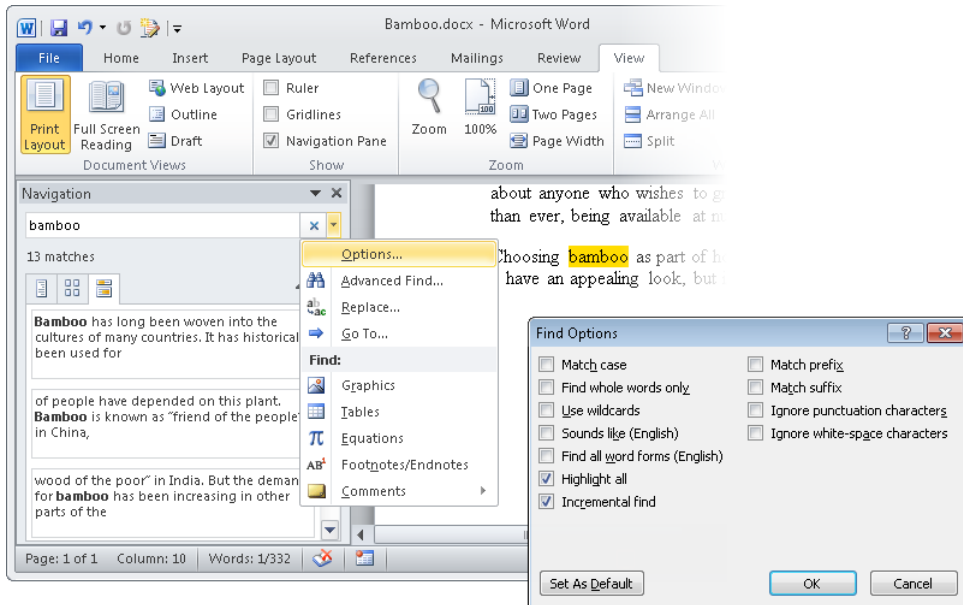 Bamboo.docx - Microsoft Word
File Home Insert Page Layout References Mailings Review View
Print Layout
Full Screen Reading
Web Layout
Outline
Draft
Document Views
Ruler
Gridlines
Navigation Pane
Show
Zoom
100
100%
One Page
Two Pages
Page Width
Zoom
New Window
Arrange All
Split
Navigation
bamboo
13 matches
Bamboo has long been woven into the
cultures of many countries. It has historical
been used for
of people have depended on this plant.
Bamboo is known as “friend of the people”
in China,
wood of the poor” in India. But the deman
for bamboo has been increasing in other
parts of the
Options...
Advanced Find...
Replace...
Go To...
Find:
Graphics
Tables
Equations
Footnotes/Endnotes
Comments
about anyone who wishes to g
than ever, being available at
Choosing bamboo as part of h
have an appealing look, but
Find Options
Match case
Find whole words only
Use wildcards
Sounds like (English)
Find all word forms (English)
Highlight all
Incremental find
Match prefix
Match suffix
Ignore punctuation characters
Ignore white-space characters
Set As Default
OK
Cancel
Page: 1 of 1 Column: 10 Words: 1/332